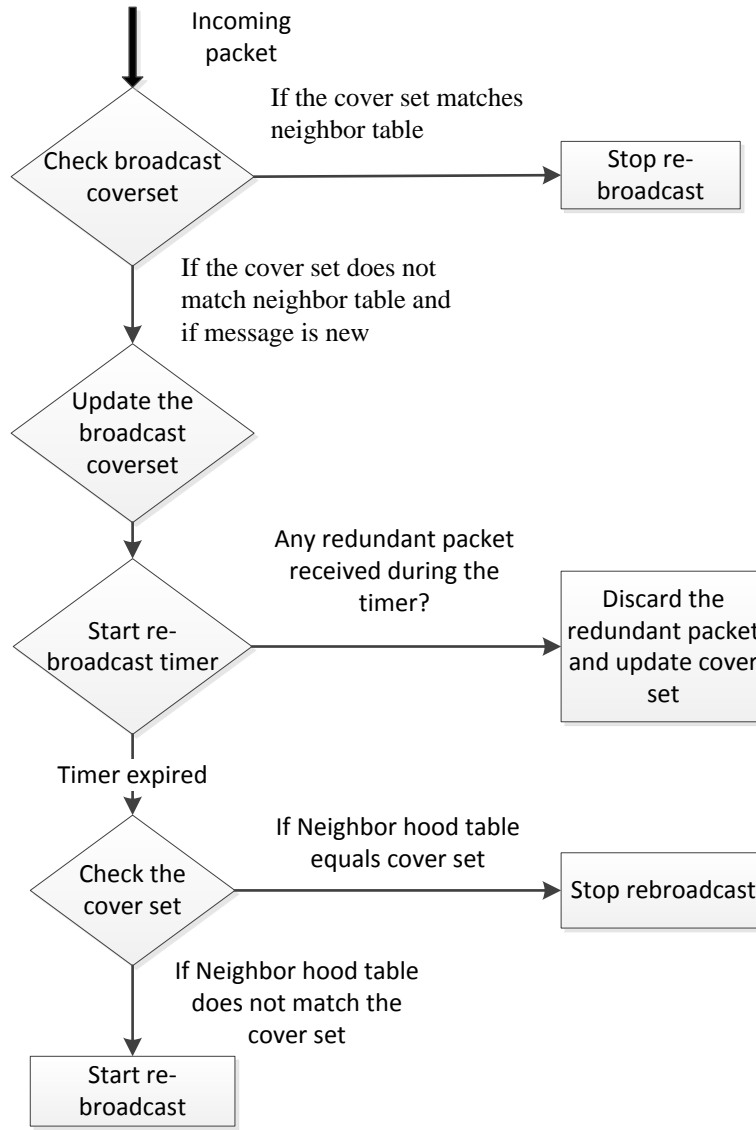 Incoming
packet
If the cover set matches
neighbor table
Check broadcast
coverset
Stop re-
broadcast
If the cover set does not
match neighbor table and
if message is new
Update the
broadcast
coverset
Any redundant packet
received during the
timer?
Start re-
broadcast timer
Discard the
redundant packet
and update cover
set
Timer expired
If Neighbor hood table
equals cover set
Check the
cover set
Stop rebroadcast
If Neighbor hood table
does not match the
cover set
Start re-
broadcast